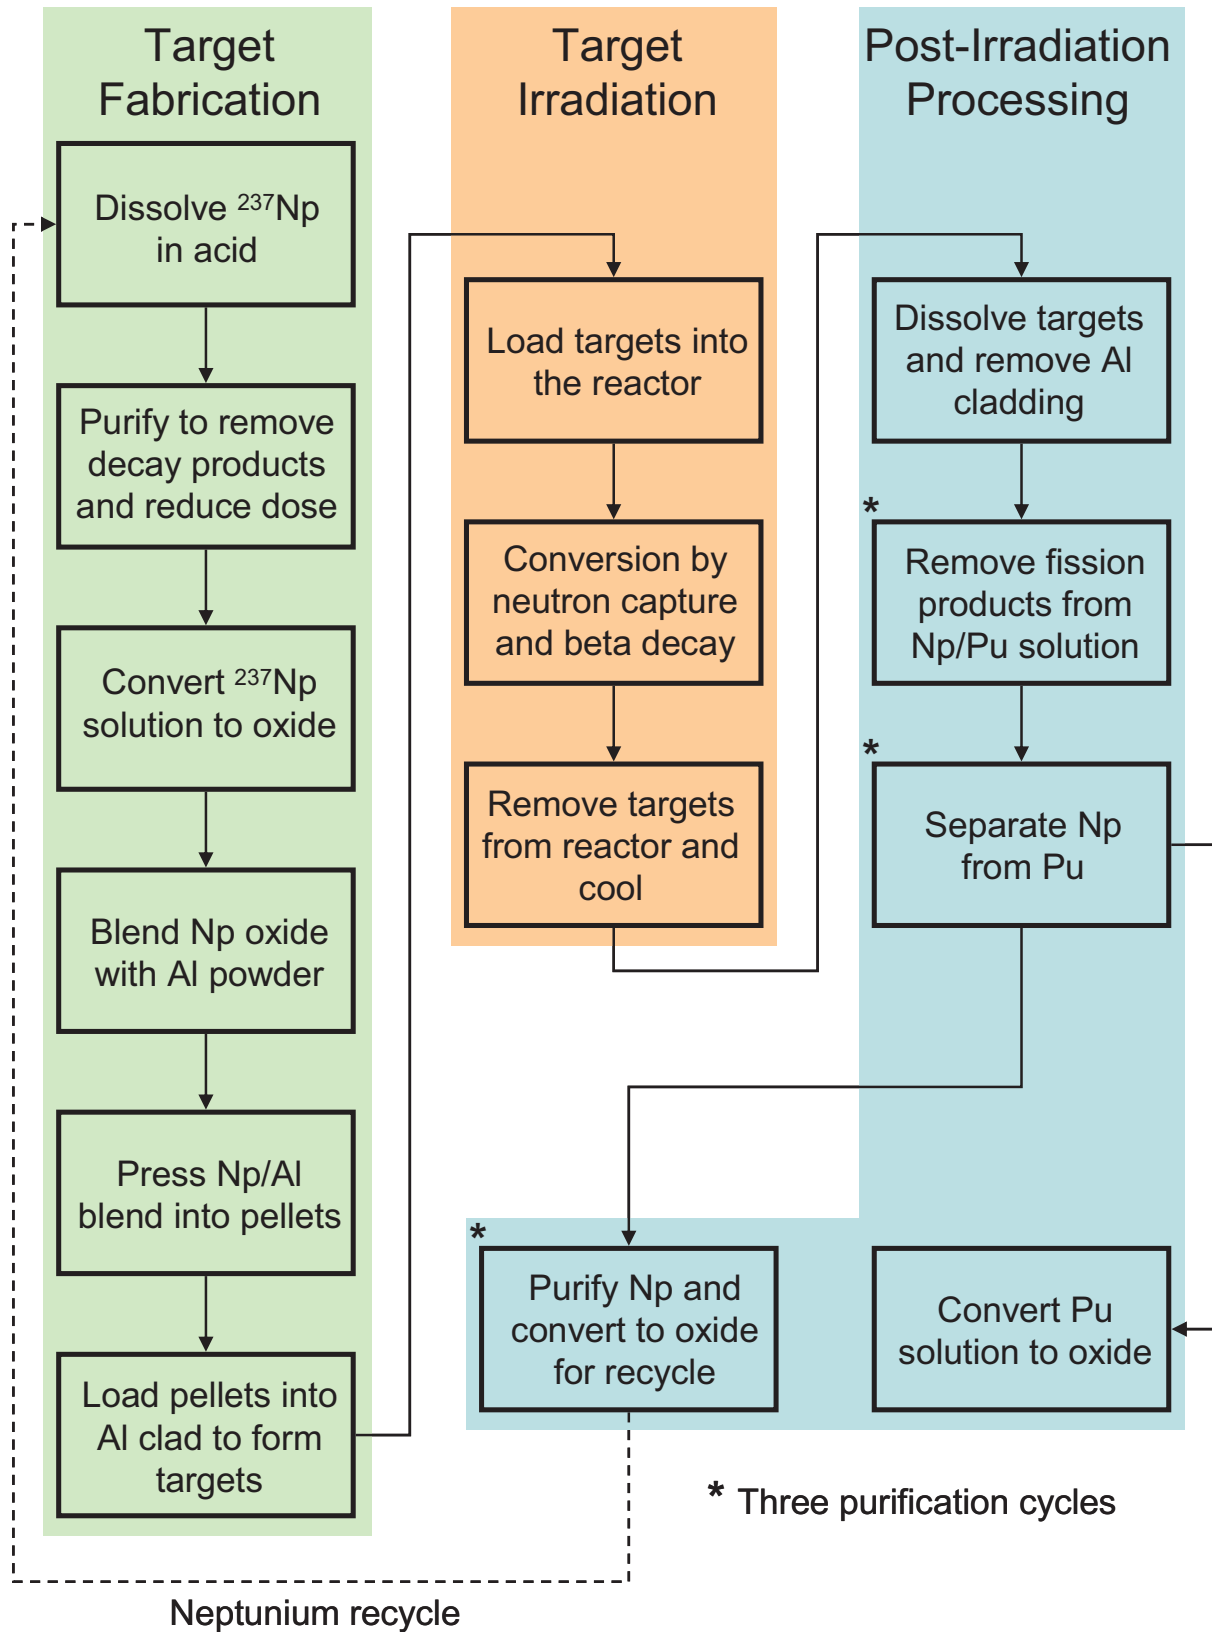 Target
Fabrication
Dissolve ²³⁷Np
in acid
Purify to remove
decay products
and reduce dose
Convert ²³⁷Np
solution to oxide
Blend Np oxide
with Al powder
Press Np/Al
blend into pellets
Load pellets into
Al clad to form
targets
Target
Irradiation
Load targets into
the reactor
Conversion by
neutron capture
and beta decay
Remove targets
from reactor and
cool
Post-Irradiation
Processing
Dissolve targets
and remove Al
cladding
*
Remove fission
products from
Np/Pu solution
*
Separate Np
from Pu
*
Purify Np and
convert to oxide
for recycle
Convert Pu
solution to oxide
* Three purification cycles
Neptunium recycle